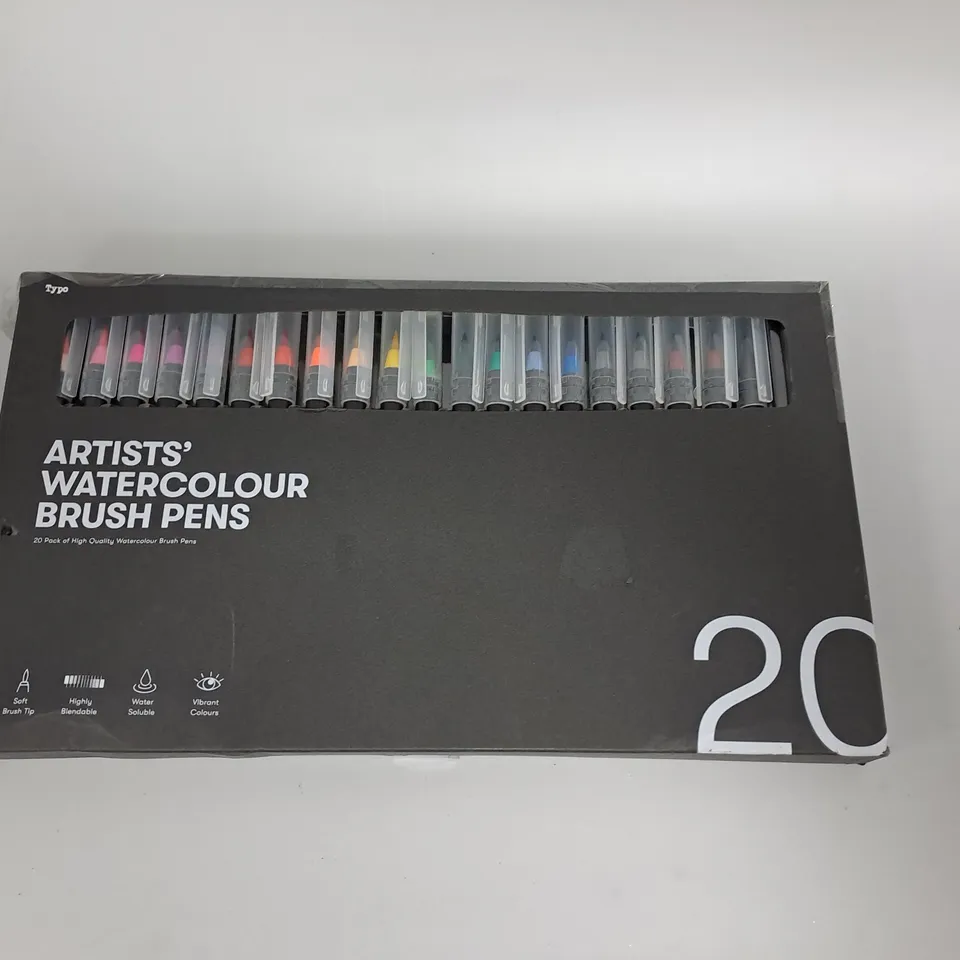 Typo
ARTISTS'
WATERCOLOUR
BRUSH PENS
20 Pack of High Quality Watercolour Brush Pens
20
Soft
Brush Tip
Highly
Blendable
Water
Soluble
Vibrant
Colours